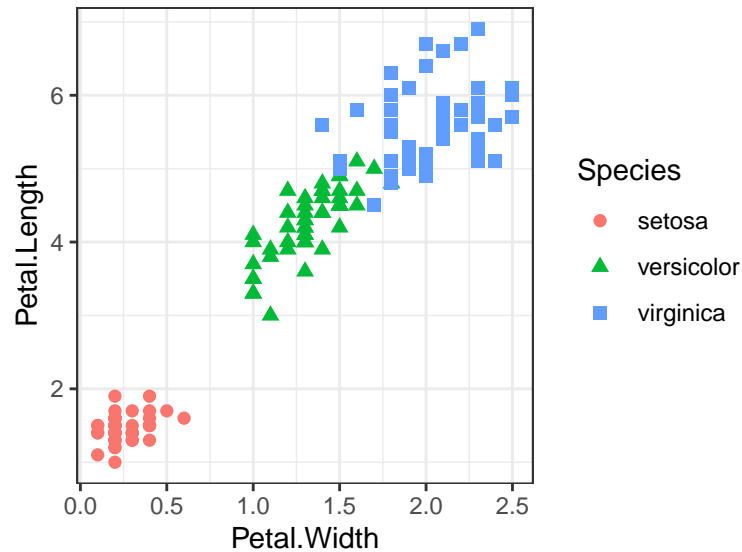 6
4
2
Petal.Length
0.0 0.5 1.0 1.5 2.0 2.5
Petal.Width
Species
setosa
versicolor
virginica